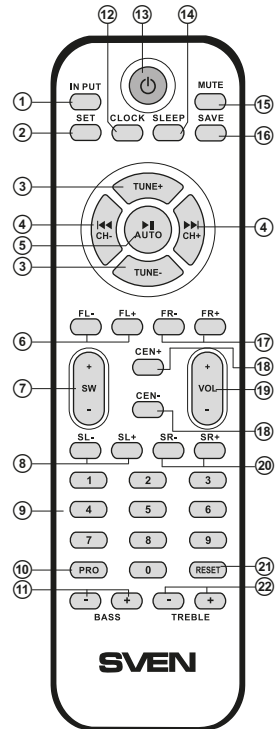 12 13 14
IN PUT MUTE
1 15
SET CLOCK SLEEP SAVE
2 16
3 TUNE+
4 CH- AUTO CH+ 4
5
3 TUNE-
FL- FL+ FR- FR+
6 17
CEN+ 18
+ +
7 SW VOL 19
- CEN- -
18
SL- SL+ SR- SR+
8 20
1 2 3
9 4 5 6
7 8 9
10 PRO 0 RESET 21
11 22
- + - +
BASS TREBLE
SVEN